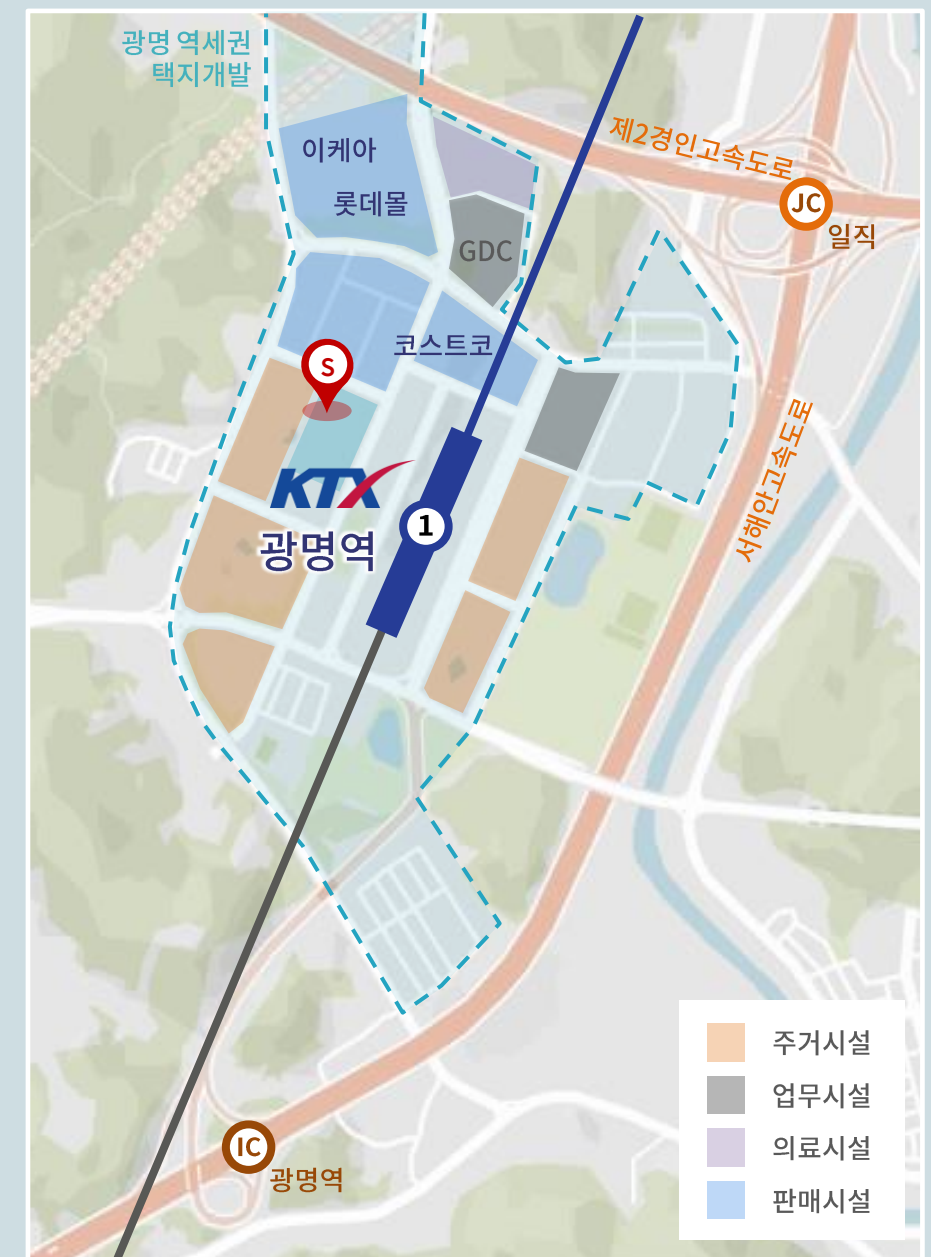 광명 역세권
택지개발
이케아
롯데몰
GDC
제2경인고속도로
JC
일직
코스트코
S
서해안고속도로
KTX
1
광명역
주거시설
업무시설
의료시설
판매시설
IC
광명역